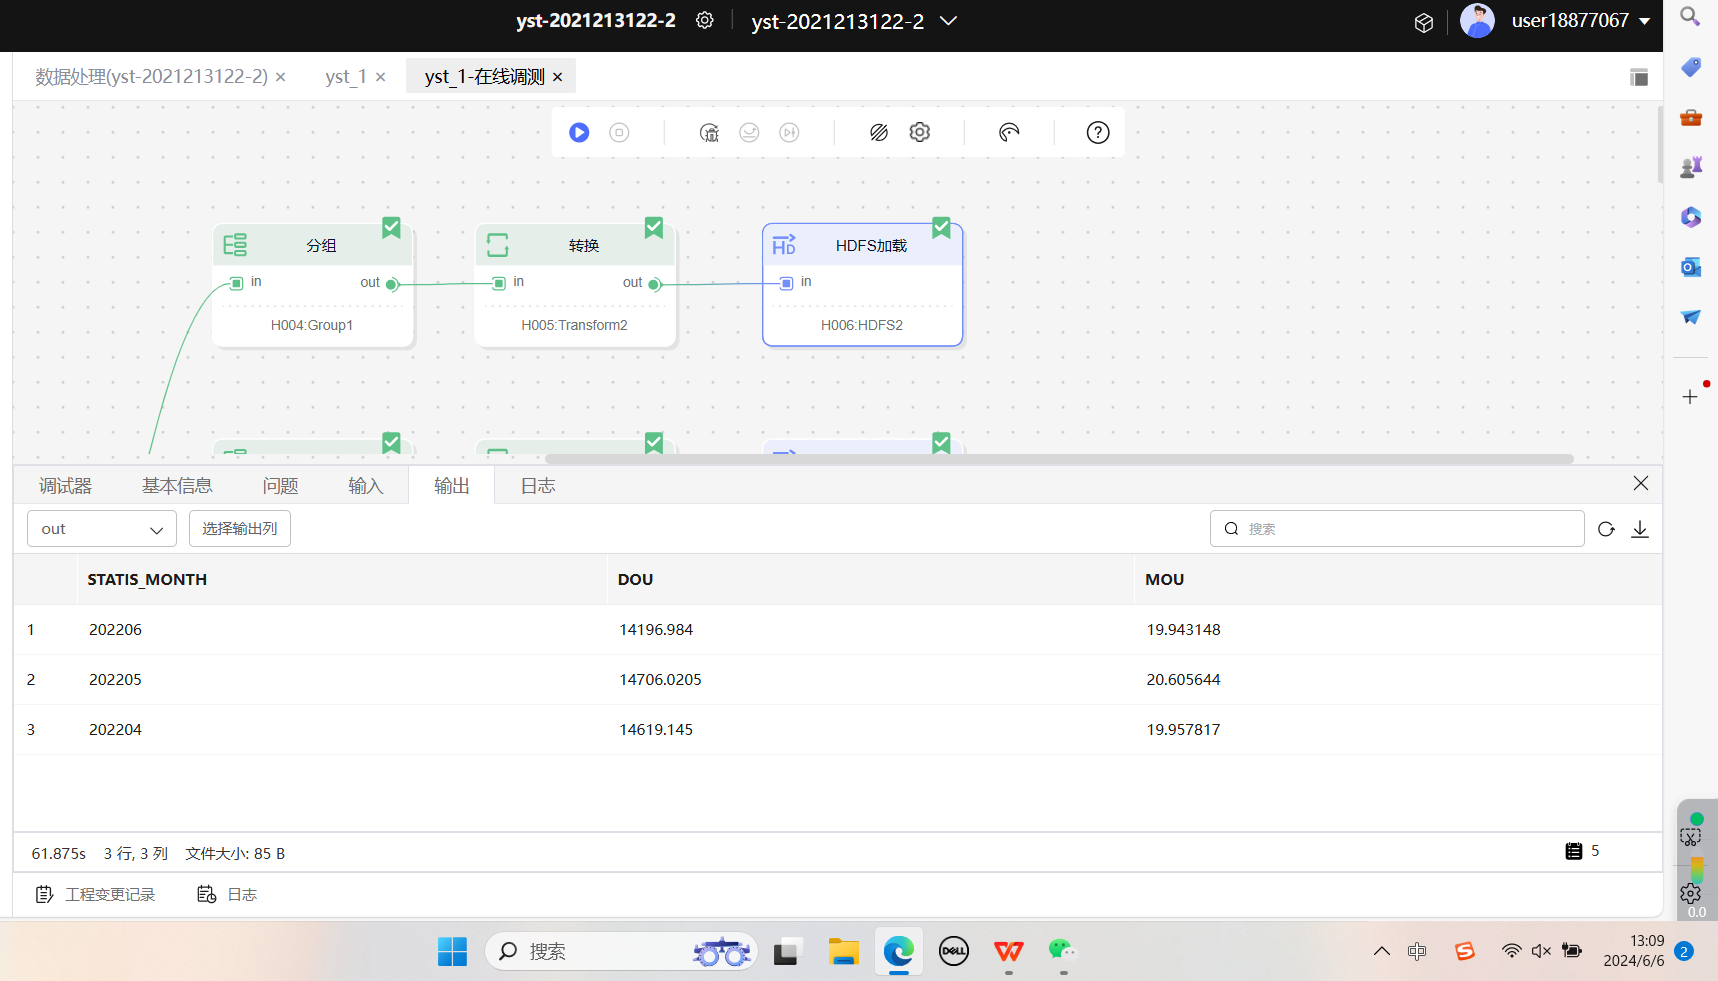 yst-2021213122-2
yst-2021213122-2
user18877067
数据处理(yst-2021213122-2) ×
yst_1 ×
yst_1-在线调测 ×
分组
转换
HDFS加载
in out
in out
in
H004:Group1
H005:Transform2
H006:HDFS2
调试器 基本信息 问题 输入 输出 日志
out
选择输出列
搜索
STATIS_MONTH DOU MOU
1 202206 14196.984 19.943148
2 202205 14706.0205 20.605644
3 202204 14619.145 19.957817
61.875s 3 行, 3 列 文件大小: 85 B
5
工程变更记录 日志
0.0
搜索
DELL
中
13:09
2024/6/6
2